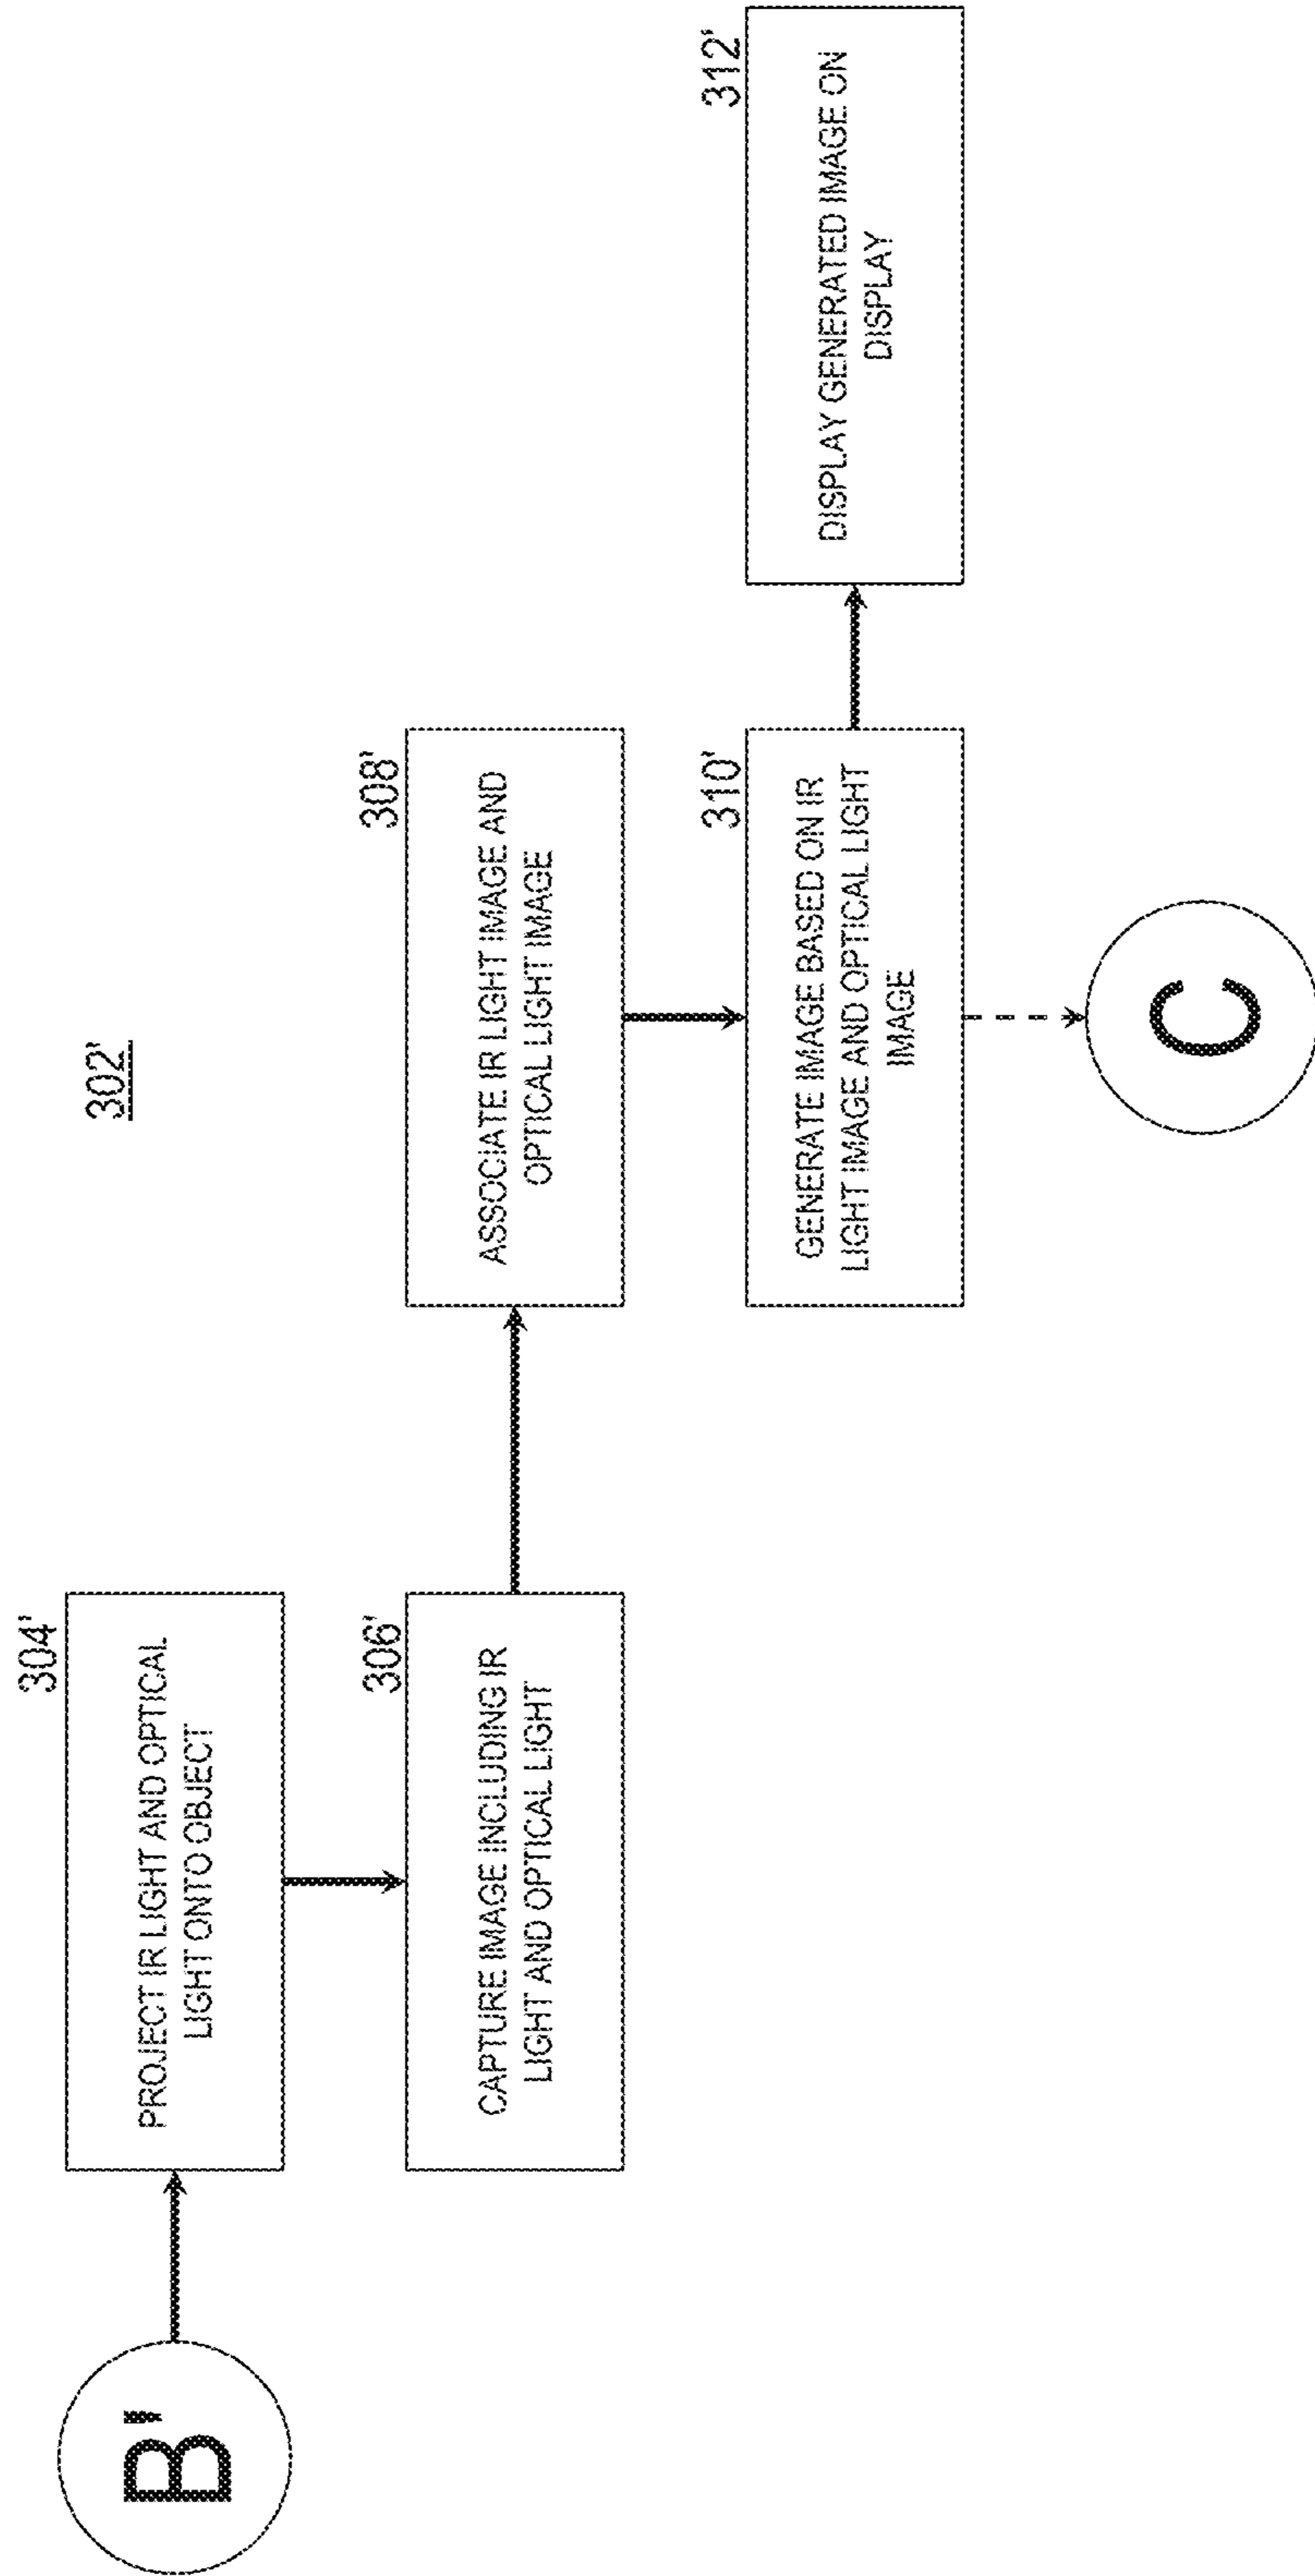 302'
B'
304'
PROJECT IR LIGHT AND OPTICAL
LIGHT ONTO OBJECT
306'
CAPTURE IMAGE INCLUDING IR
LIGHT AND OPTICAL LIGHT
308'
ASSOCIATE IR LIGHT IMAGE AND
OPTICAL LIGHT IMAGE
310'
GENERATE IMAGE BASED ON IR
LIGHT IMAGE AND OPTICAL LIGHT
IMAGE
312'
DISPLAY GENERATED IMAGE ON
DISPLAY
C